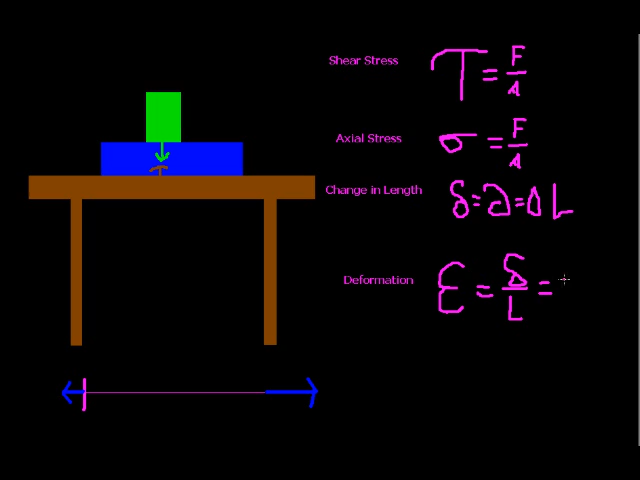 Shear Stress τ = F/A
Axial Stress σ = F/A
Change in Length δ = ∂ = ΔL
Deformation ε = δ/L =